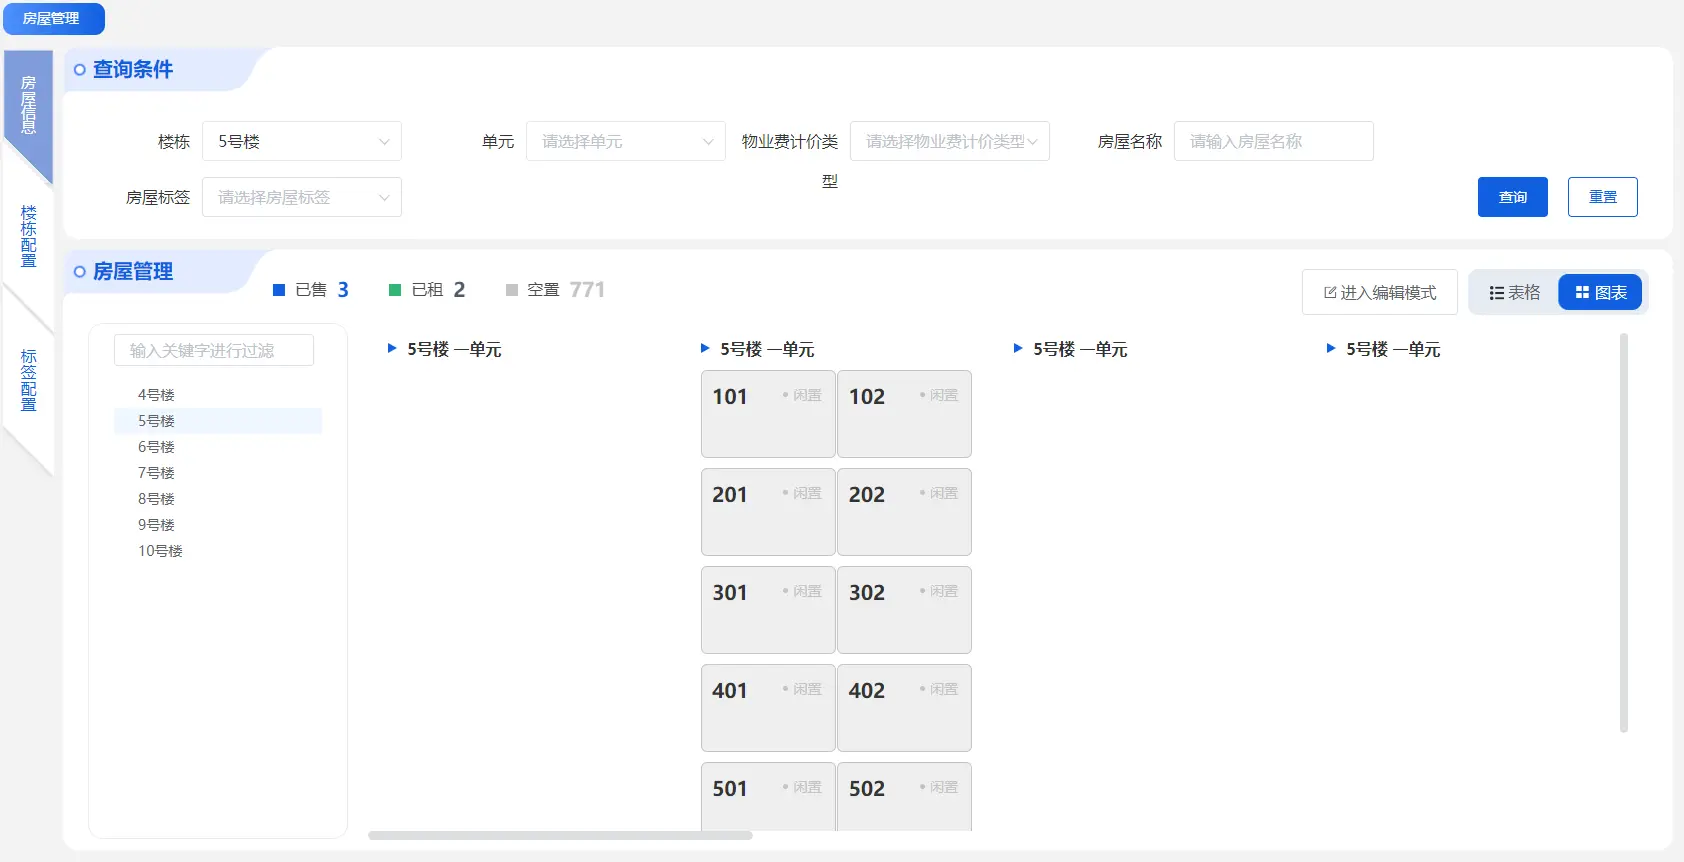 房屋管理
房屋信息
楼栋配置
标签配置
查询条件
楼栋 5号楼 单元 请选择单元 物业费计价类型 请选择物业费计价类型 房屋名称 请输入房屋名称
房屋标签 请选择房屋标签 查询 重置
房屋管理 已售 3 已租 2 空置 771 进入编辑模式 表格 图表
输入关键字进行过滤
4号楼
5号楼
6号楼
7号楼
8号楼
9号楼
10号楼
5号楼 一单元 5号楼 一单元 5号楼 一单元 5号楼 一单元
101 闲置 102 闲置
201 闲置 202 闲置
301 闲置 302 闲置
401 闲置 402 闲置
501 闲置 502 闲置